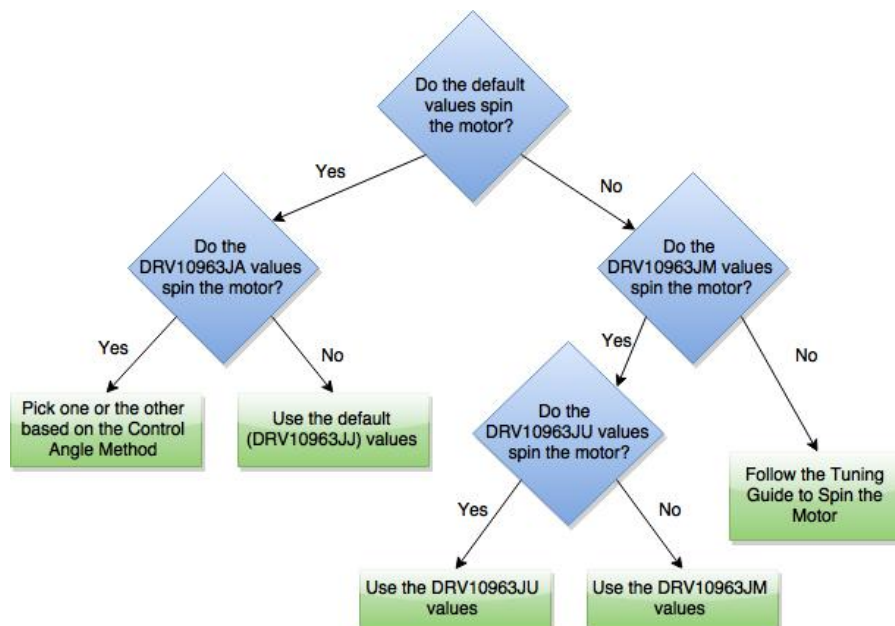 Do the default
values spin
the motor?
Yes
No
Do the
DRV10963JA values
spin the motor?
Do the
DRV10963JM values
spin the motor?
Yes
No
Yes
No
Pick one or the other
based on the Control
Angle Method
Use the default
(DRV10963JJ) values
Do the
DRV10963JU values
spin the motor?
Follow the Tuning
Guide to Spin the
Motor
Yes
No
Use the DRV10963JU
values
Use the DRV10963JM
values